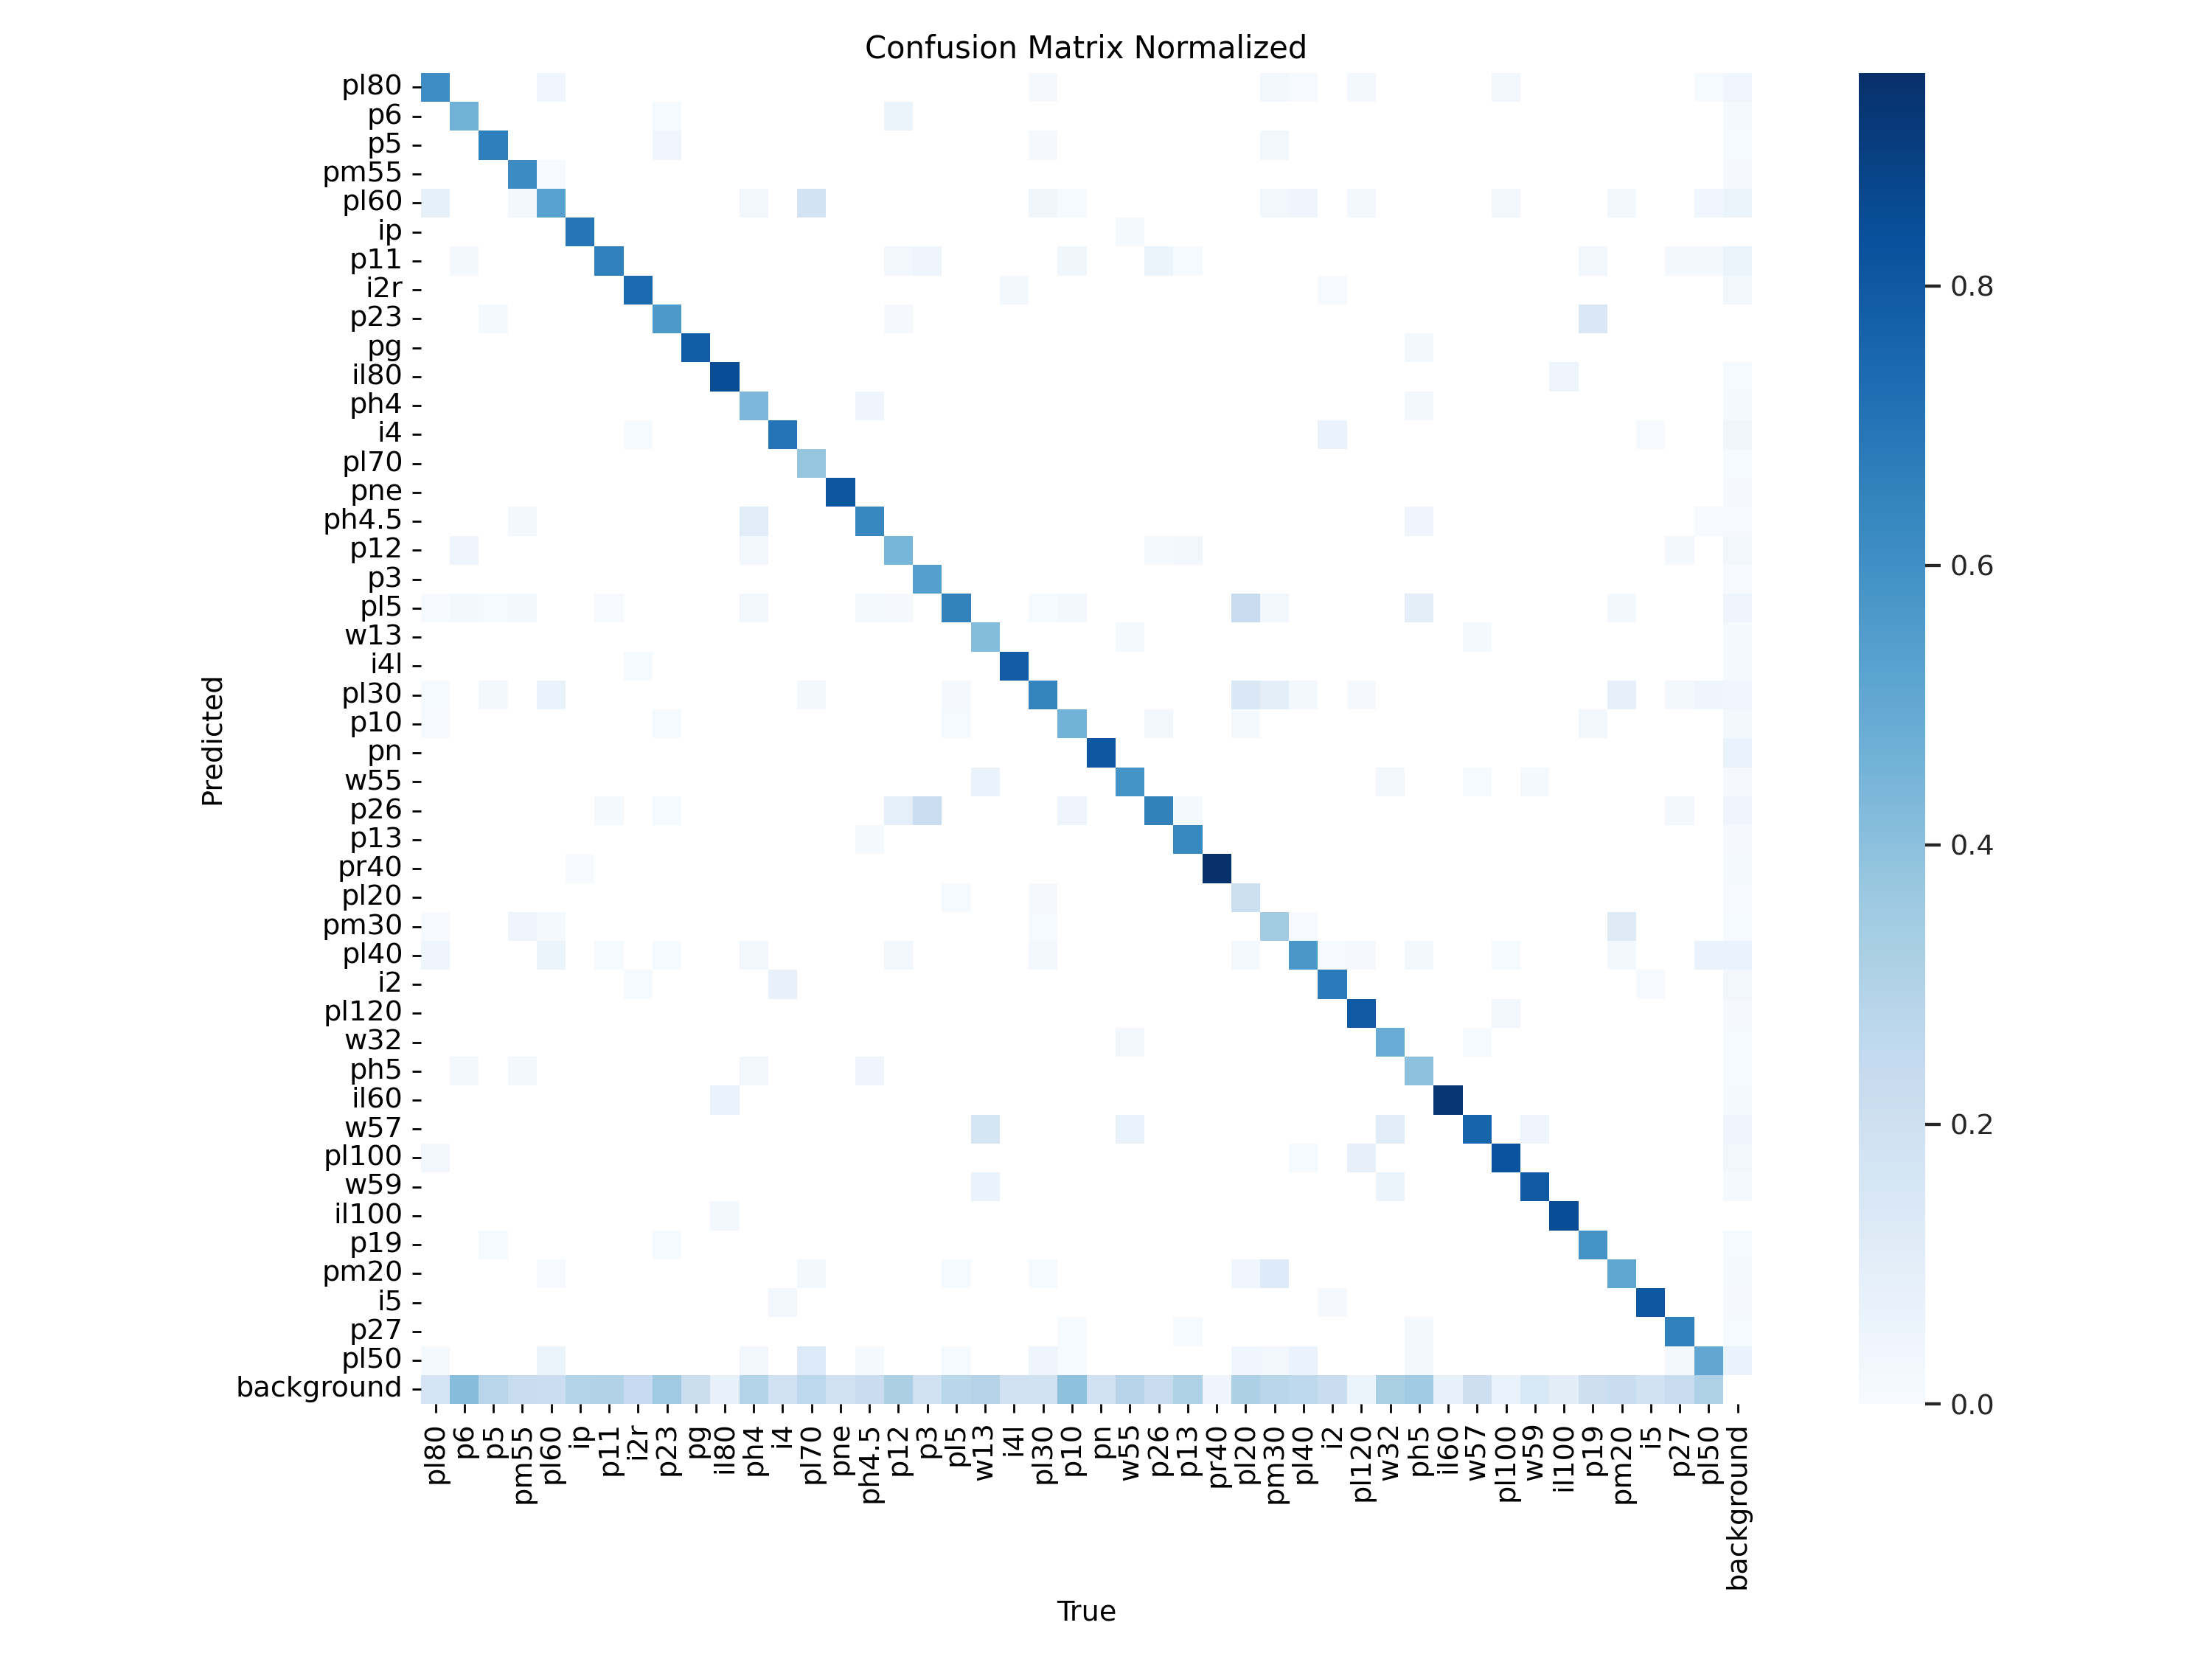 Confusion Matrix Normalized
pl80
p6
p5
pm55
pl60
ip
p11
i2r
p23
pg
il80
ph4
i4
pl70
pne
ph4.5
p12
p3
pl5
w13
i4l
pl30
p10
pn
w55
p26
p13
pr40
pl20
pm30
pl40
i2
pl120
w32
ph5
il60
w57
pl100
w59
il100
p19
pm20
i5
p27
pl50
background
Predicted
pl80 p6 p5 pm55 pl60 ip p11 i2r p23 pg il80 ph4 i4 pl70 pne ph4.5 p12 p3 pl5 w13 i4l pl30 p10 pn w55 p26 p13 pr40 pl20 pm30 pl40 i2 pl120 w32 ph5 il60 w57 pl100 w59 il100 p19 pm20 i5 p27 pl50 background
True
0.8
0.6
0.4
0.2
0.0